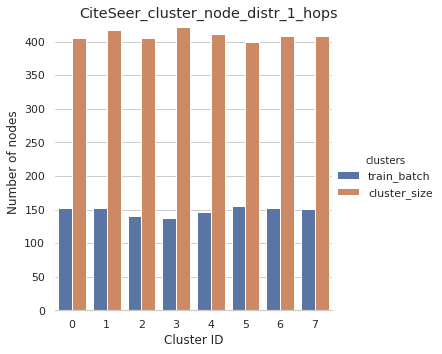 CiteSeer_cluster_node_distr_1_hops
400
350
300
250
200
150
100
50
0
Number of nodes
0 1 2 3 4 5 6 7
Cluster ID
clusters
train_batch
cluster_size